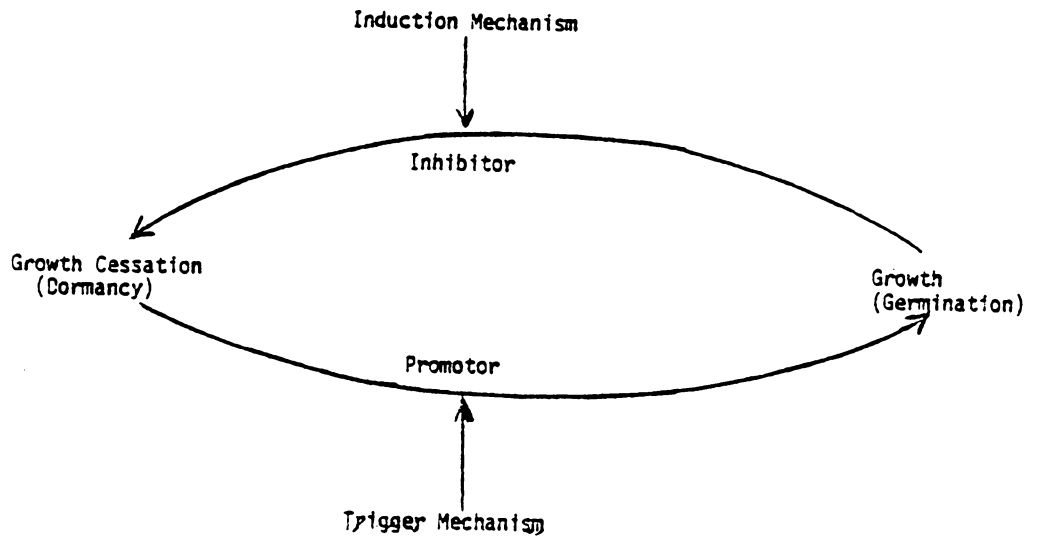 Induction Mechanism
Inhibitor
Growth Cessation
(Dormancy)
Growth
(Germination)
Promotor
Trigger Mechanism